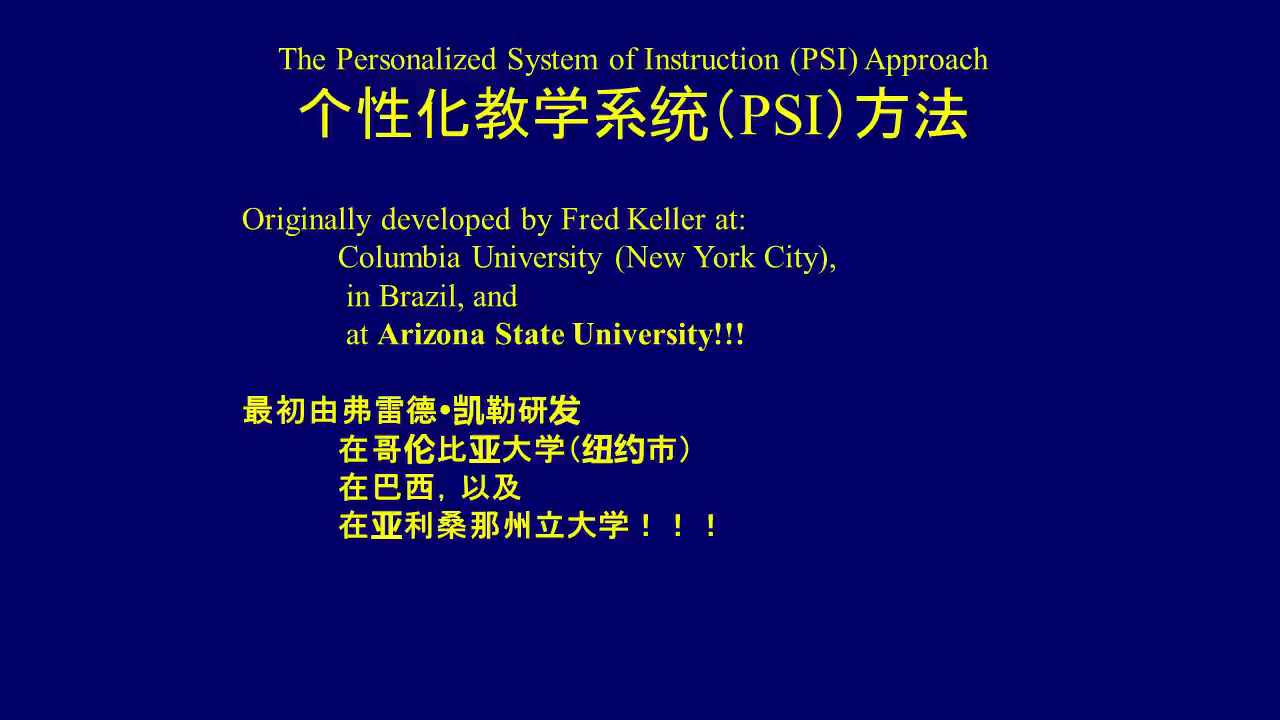 The Personalized System of Instruction (PSI) Approach
个性化教学系统（PSI）方法
Originally developed by Fred Keller at:
Columbia University (New York City),
in Brazil, and
at Arizona State University!!!
最初由弗雷德•凯勒研发
在哥伦比亚大学（纽约市）
在巴西，以及
在亚利桑那州立大学！！！